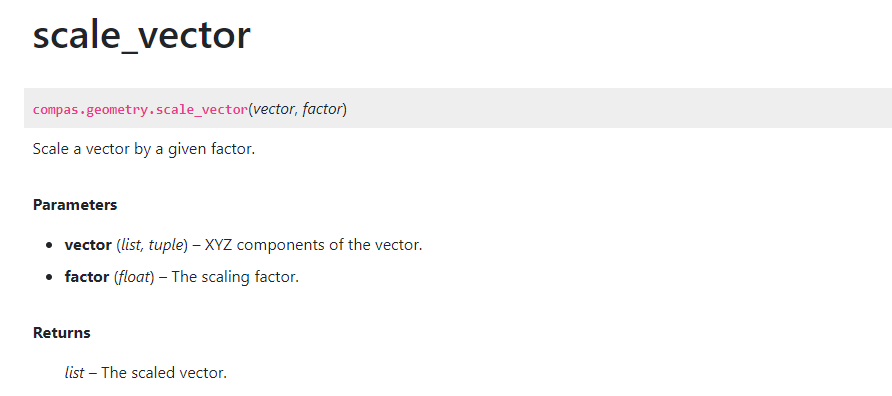 scale_vector
compas.geometry.scale_vector(vector, factor)
Scale a vector by a given factor.
Parameters
• vector (list, tuple) – XYZ components of the vector.
• factor (float) – The scaling factor.
Returns
list – The scaled vector.